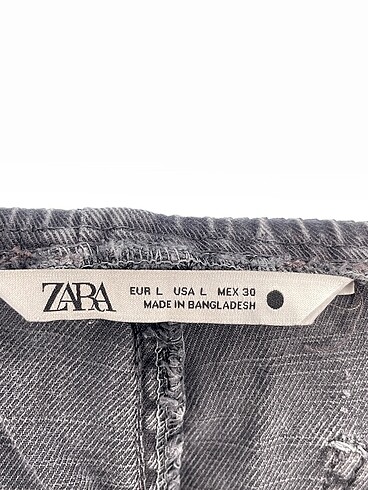 ZARA
EUR L USA L MEX 30
MADE IN BANGLADESH